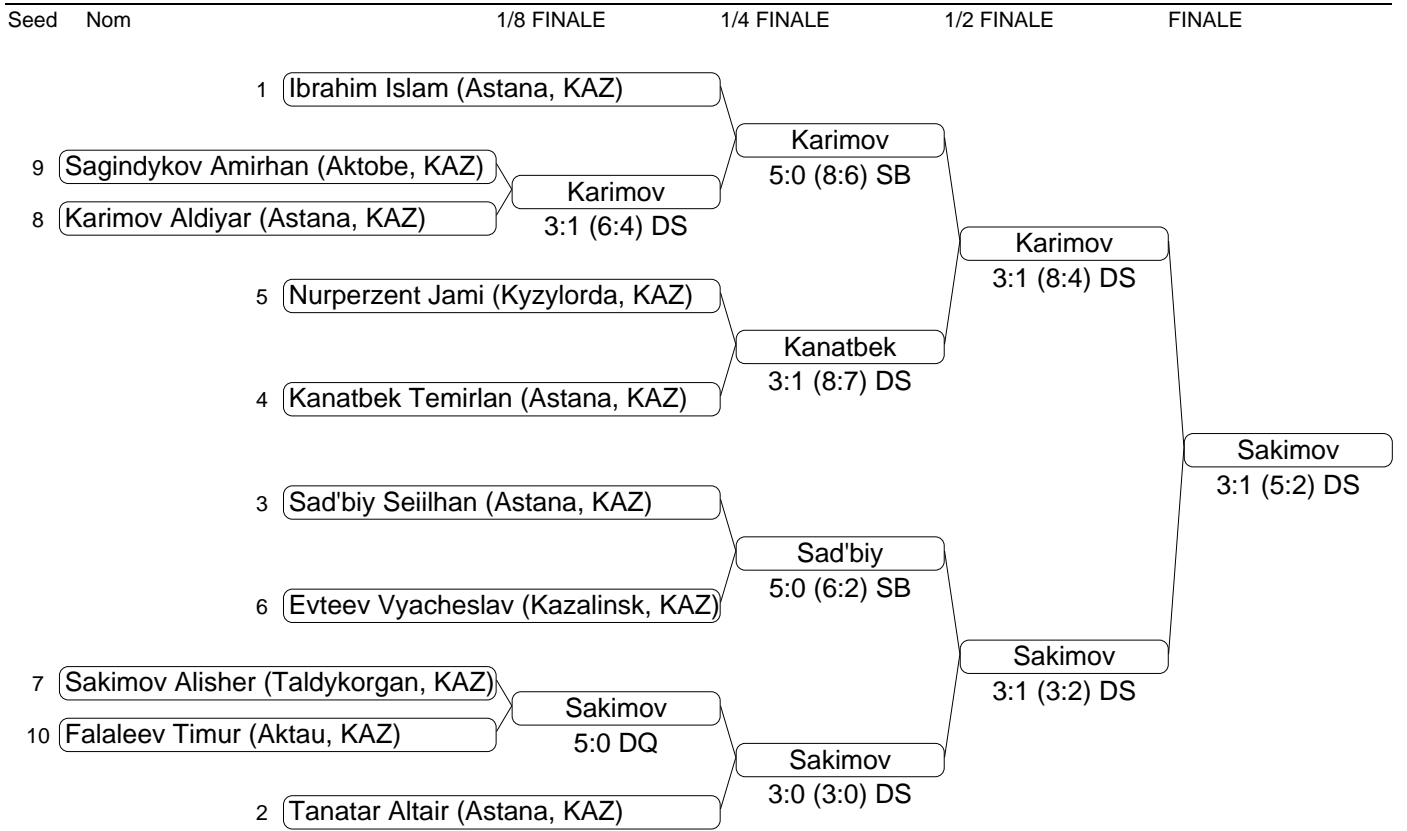 Seed Nom 1/8 FINALE 1/4 FINALE 1/2 FINALE FINALE
1 Ibrahim Islam (Astana, KAZ)
Karimov
5:0 (8:6) SB
9 Sagindykov Amirhan (Aktobe, KAZ)
Karimov
3:1 (6:4) DS
8 Karimov Aldiyar (Astana, KAZ)
Karimov
3:1 (8:4) DS
5 Nurperzent Jami (Kyzylorda, KAZ)
Kanatbek
3:1 (8:7) DS
4 Kanatbek Temirlan (Astana, KAZ)
Sakimov
3:1 (5:2) DS
3 Sad'biy Seiilhan (Astana, KAZ)
Sad'biy
5:0 (6:2) SB
6 Evteev Vyacheslav (Kazalinsk, KAZ)
Sakimov
3:1 (3:2) DS
7 Sakimov Alisher (Taldykorgan, KAZ)
Sakimov
5:0 DQ
10 Falaleev Timur (Aktau, KAZ)
Sakimov
3:0 (3:0) DS
2 Tanatar Altair (Astana, KAZ)